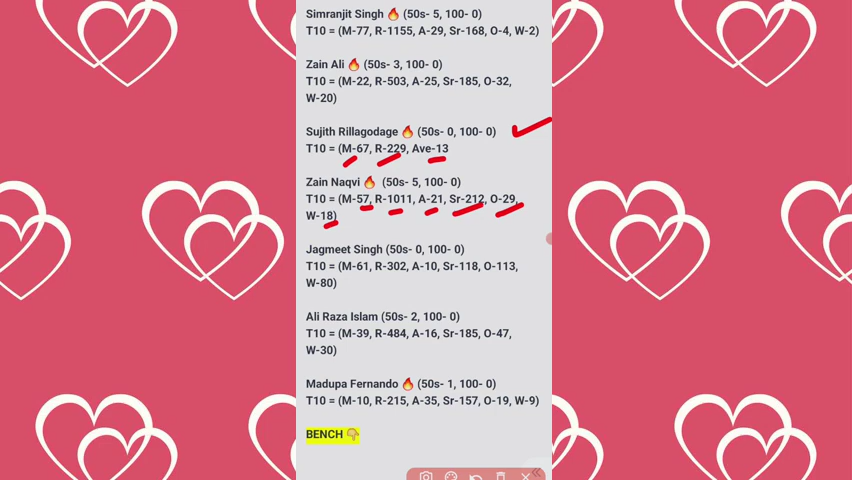 Simranjit Singh 🔥 (50s- 5, 100- 0)
T10 = (M-77, R-1155, A-29, Sr-168, O-4, W-2)
Zain Ali 🔥 (50s- 3, 100- 0)
T10 = (M-22, R-503, A-25, Sr-185, O-32,
W-20)
Sujith Rillagodage 🔥 (50s- 0, 100- 0)
T10 = (M-67, R-229, Ave-13
Zain Naqvi 🔥 (50s- 5, 100- 0)
T10 = (M-57, R-1011, A-21, Sr-212, O-29,
W-18)
Jagmeet Singh (50s- 0, 100- 0)
T10 = (M-61, R-302, A-10, Sr-118, O-113,
W-80)
Ali Raza Islam (50s- 2, 100- 0)
T10 = (M-39, R-484, A-16, Sr-185, O-47,
W-30)
Madupa Fernando 🔥 (50s- 1, 100- 0)
T10 = (M-10, R-215, A-35, Sr-157, O-19, W-9)
BENCH 👇